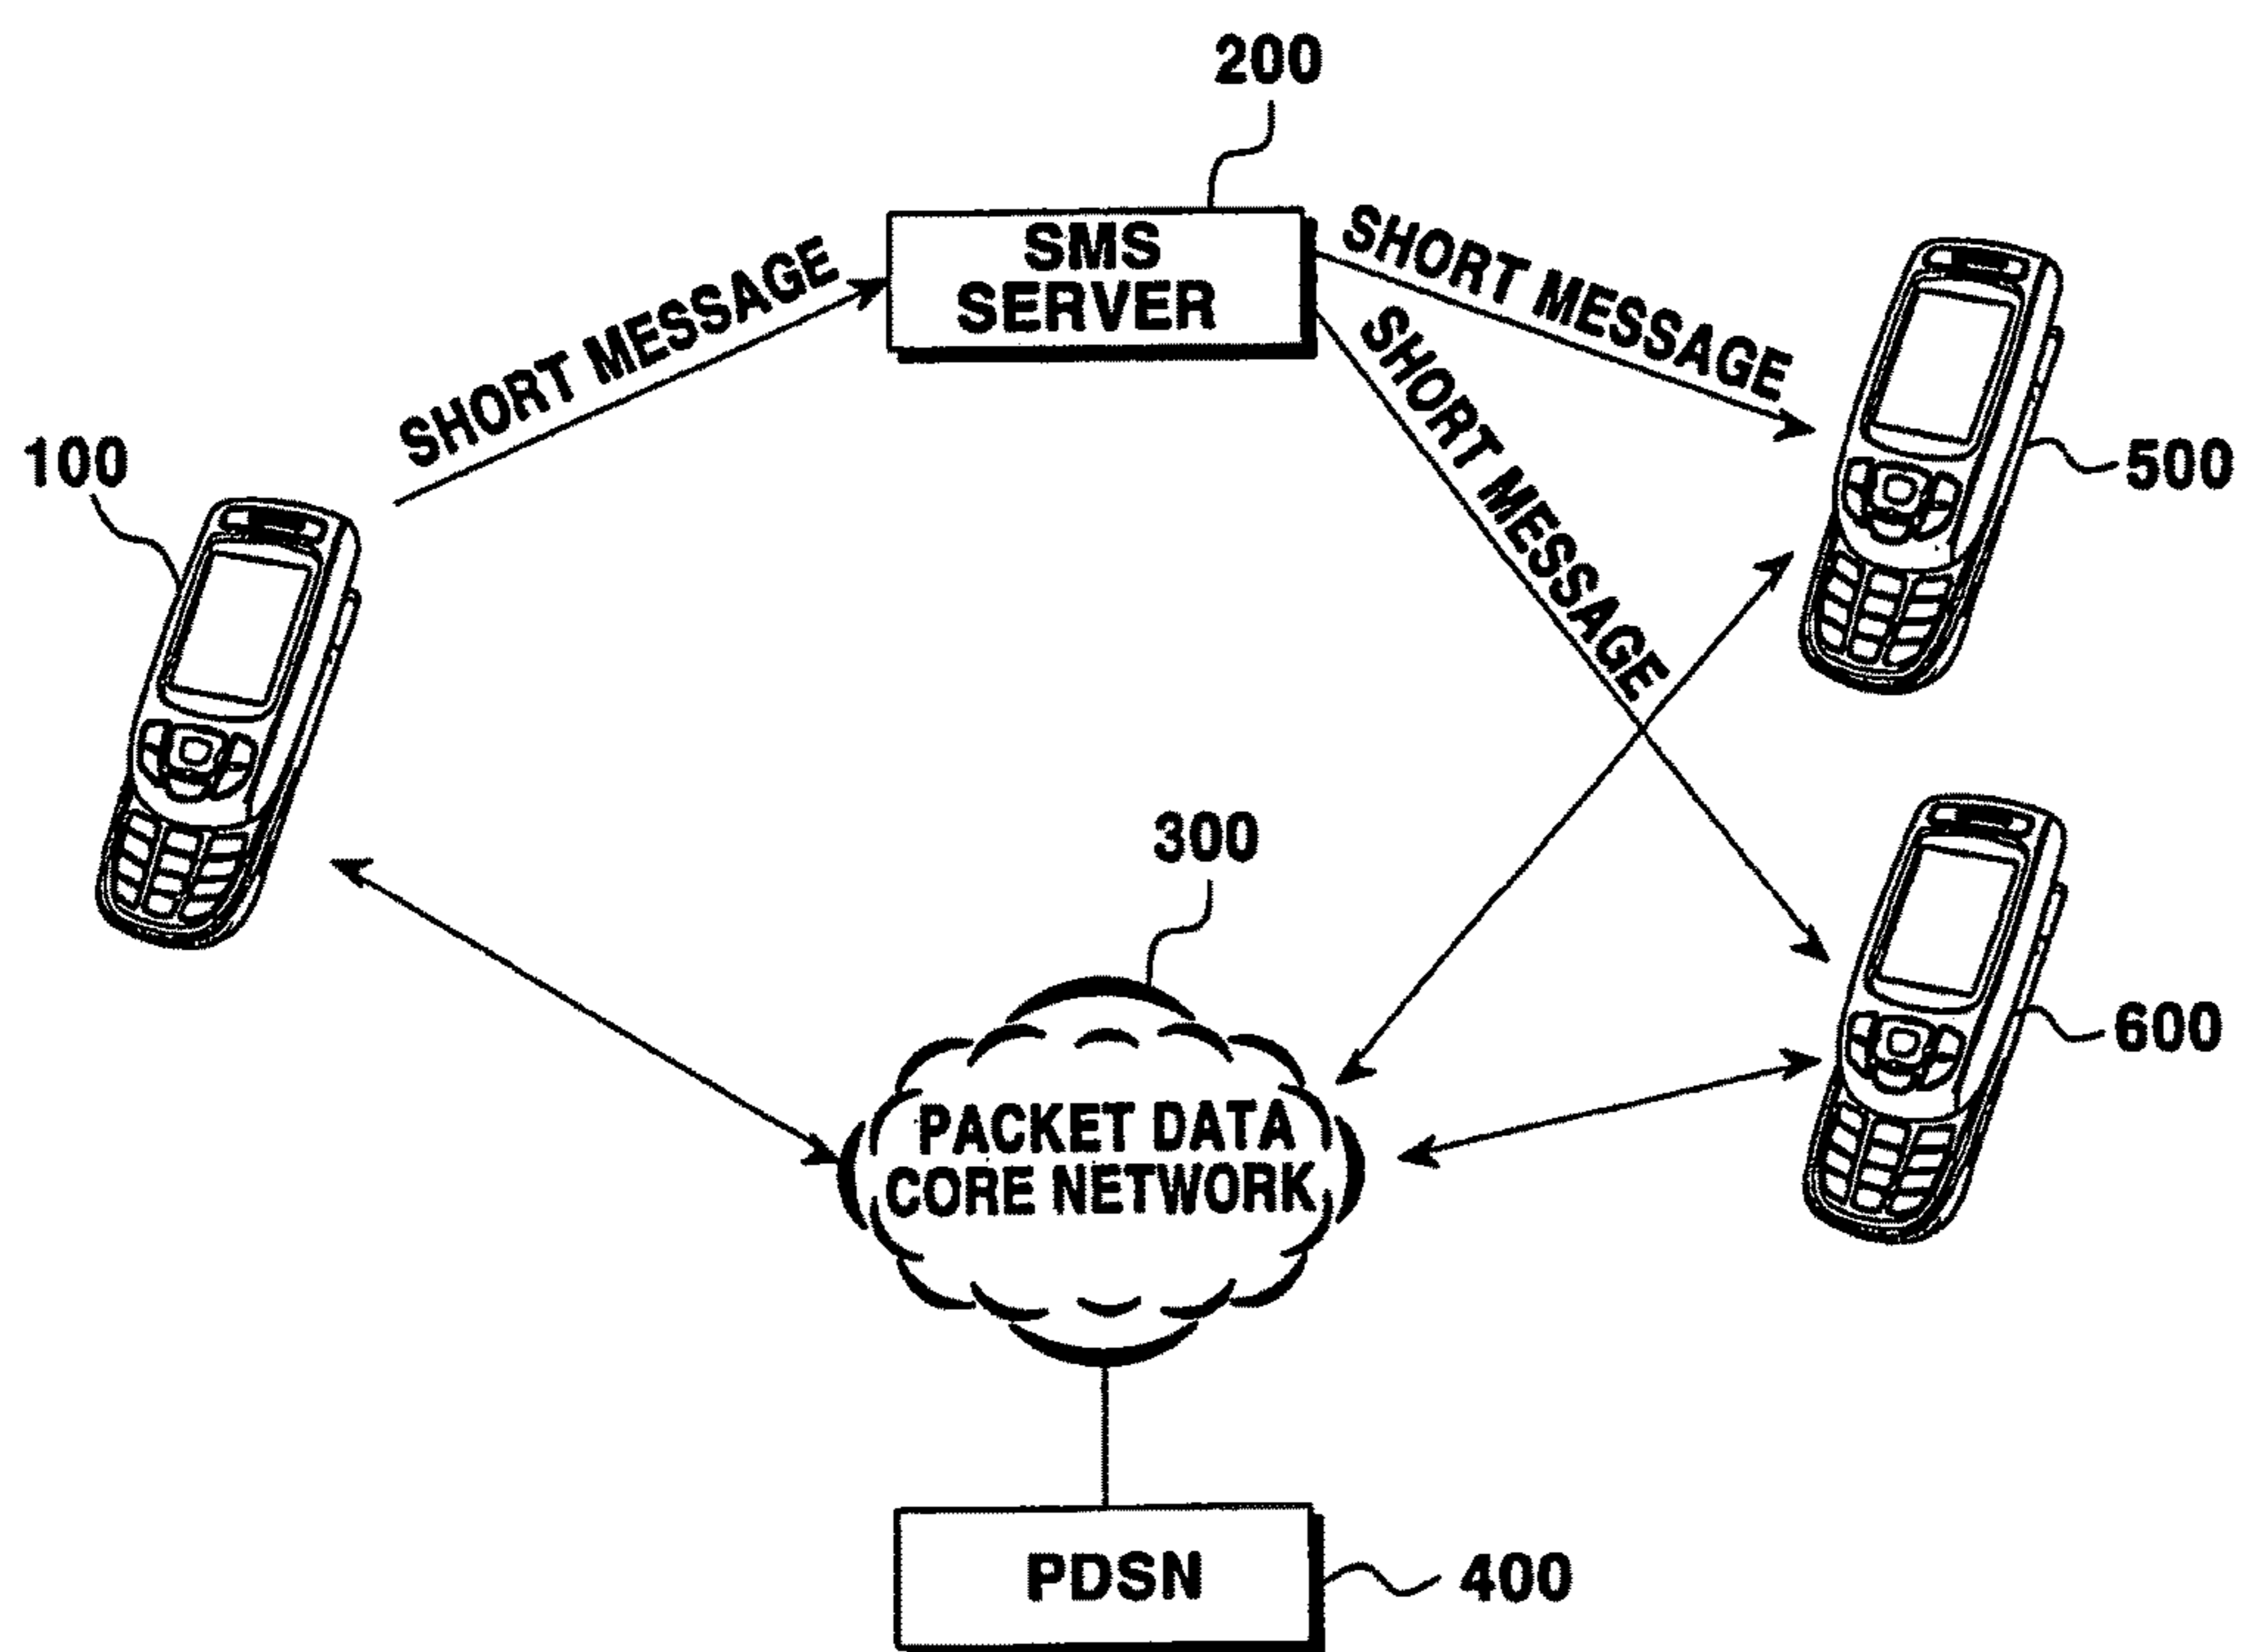 200
SMS
SERVER
SHORT MESSAGE
SHORT MESSAGE
SHORT MESSAGE
100
500
300
600
PACKET DATA
CORE NETWORK
PDSN
400